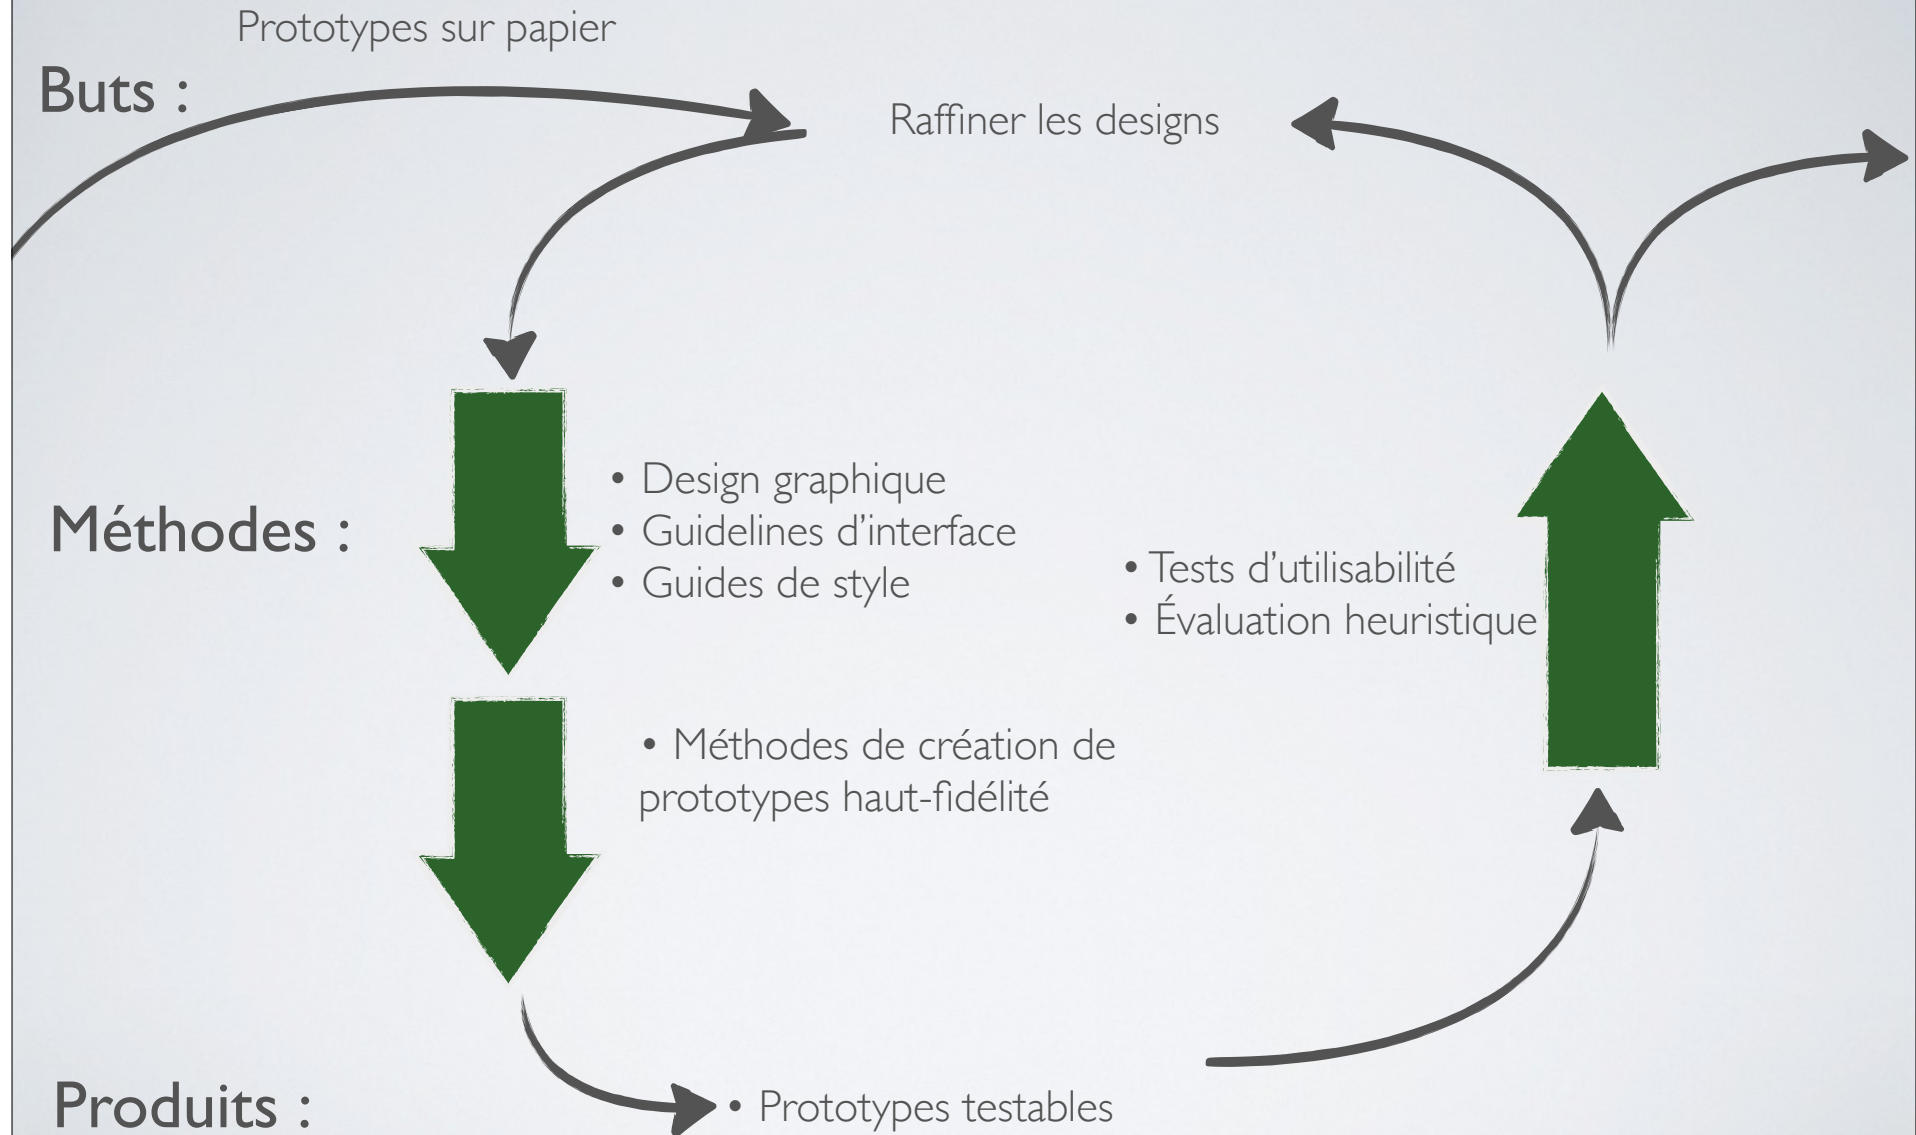 Prototypes sur papier
Buts :
Raffiner les designs
Méthodes :
• Design graphique
• Guidelines d’interface
• Guides de style
• Tests d’utilisabilité
• Évaluation heuristique
• Méthodes de création de
prototypes haut-fidélité
Produits :
• Prototypes testables